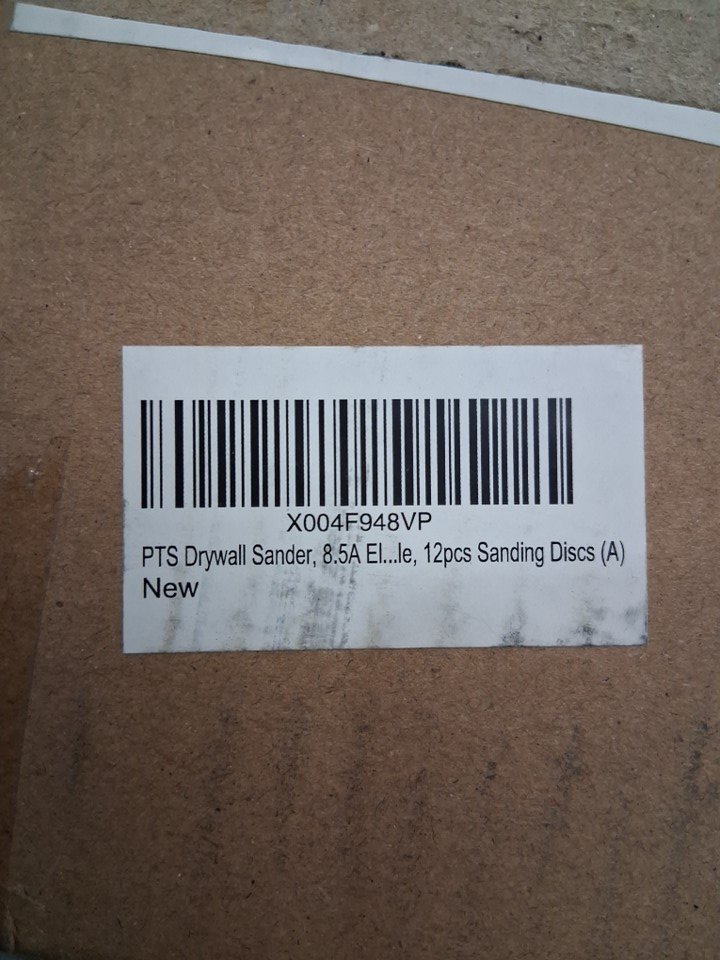 X004F948VP
PTS Drywall Sander, 8.5A El...le, 12pcs Sanding Discs (A)
New